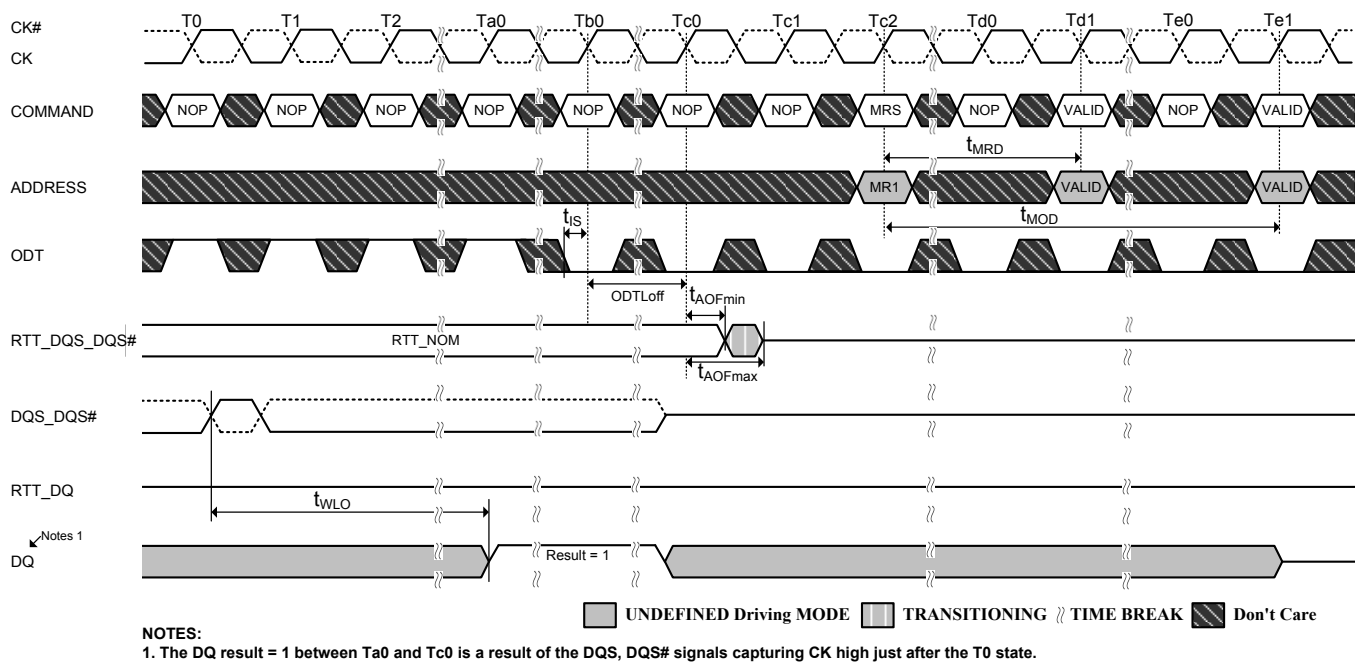 T0 T1 T2 Ta0 Tb0 Tc0 Tc1 Tc2 Td0 Td1 Te0 Te1
CK#
CK
COMMAND NOP NOP NOP NOP NOP NOP NOP MRS NOP VALID NOP VALID
tMRD
ADDRESS MR1 VALID VALID
tIS tMOD
ODT
ODTLoff tAOFmin
RTT_DQS_DQS# RTT_NOM
tAOFmax
DQS_DQS#
RTT_DQ
tWLO
Notes 1
DQ Result = 1
UNDEFINED Driving MODE TRANSITIONING TIME BREAK Don't Care
NOTES:
1. The DQ result = 1 between Ta0 and Tc0 is a result of the DQS, DQS# signals capturing CK high just after the T0 state.